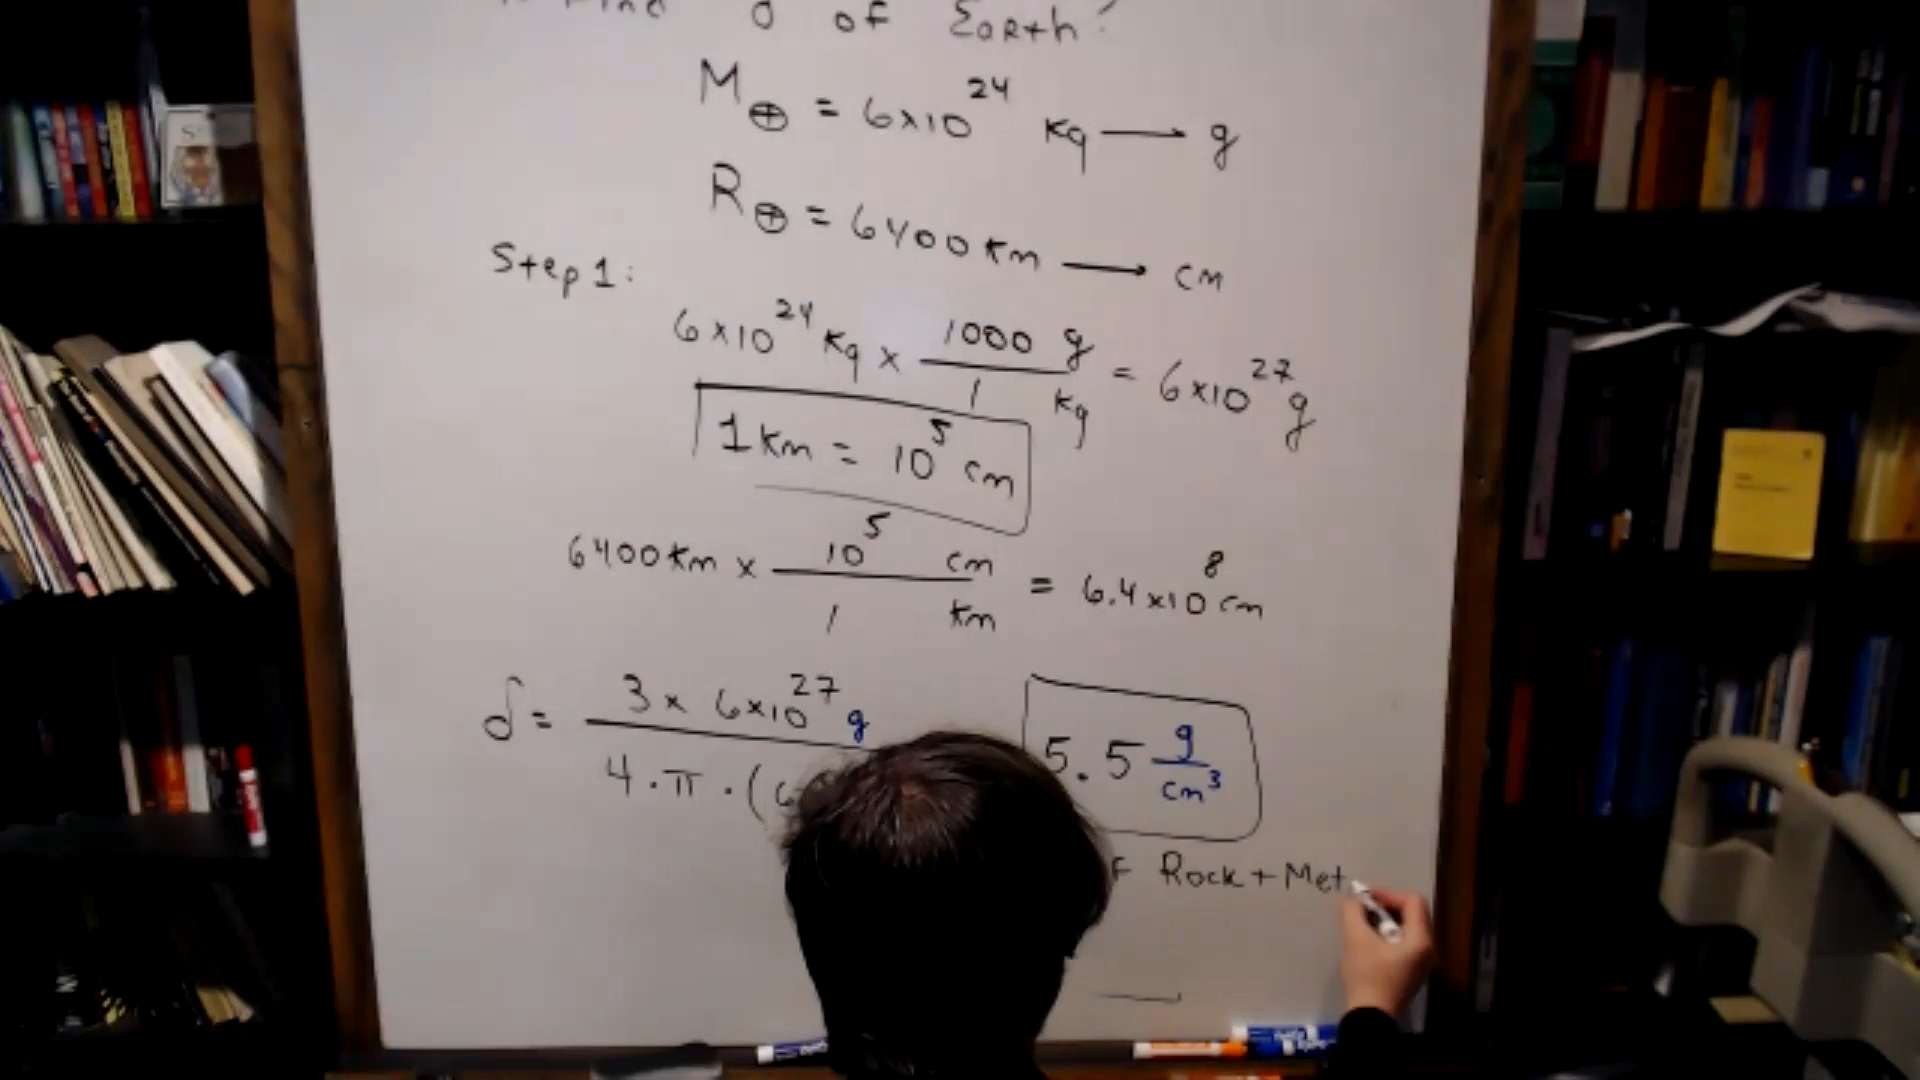 Find δ of Earth:
M⊕ = 6x10^24 kg → g
R⊕ = 6400 km → cm
Step 1:
6x10^24 kg x 1000 g / 1 kg = 6x10^27 g
1 km = 10^5 cm
6400 km x 10^5 cm / 1 km = 6.4x10^8 cm
δ = 3 x 6x10^27 g / 4 · π · (6
5.5 g/cm^3
F Rock + Met